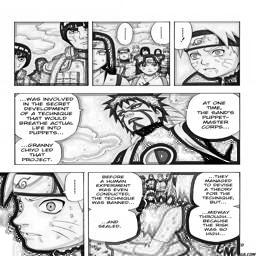 AT ONE
TIME,
THE SAND'S
PUPPET-
MASTER
CORPS...
...WAS INVOLVED
IN THE SECRET
DEVELOPMENT
OF A TECHNIQUE
THAT WOULD
BREATHE ACTUAL
LIFE INTO
PUPPETS...
...GRANNY
CHIYO LED
THAT
PROJECT.
...THEY
MANAGED
TO DEVISE
A THEORY
FOR THE
TECHNIQUE,
BUT...
...MIDWAY
THROUGH...
BECAUSE THE
RISK WAS
SO
HIGH...
BEFORE
A HUMAN
EXPERIMENT
WAS EVEN
CONDUCTED,
THE TECHNIQUE
WAS BANNED...
...AND
SEALED.